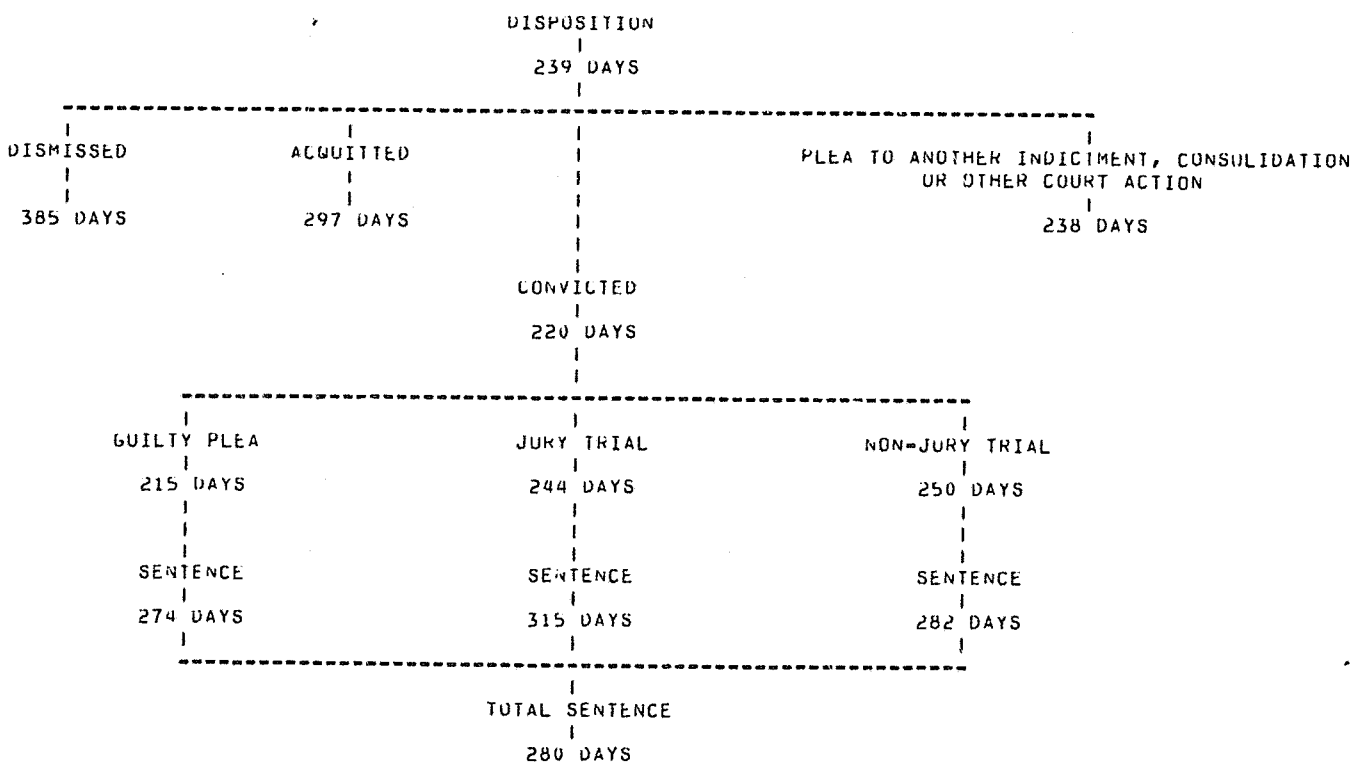 DISPOSITION
239 DAYS
DISMISSED
ACQUITTED
PLEA TO ANOTHER INDICTMENT, CONSOLIDATION
OR OTHER COURT ACTION
385 DAYS
297 DAYS
238 DAYS
CONVICTED
220 DAYS
GUILTY PLEA
JURY TRIAL
NON-JURY TRIAL
215 DAYS
244 DAYS
250 DAYS
SENTENCE
SENTENCE
SENTENCE
274 DAYS
315 DAYS
282 DAYS
TOTAL SENTENCE
280 DAYS